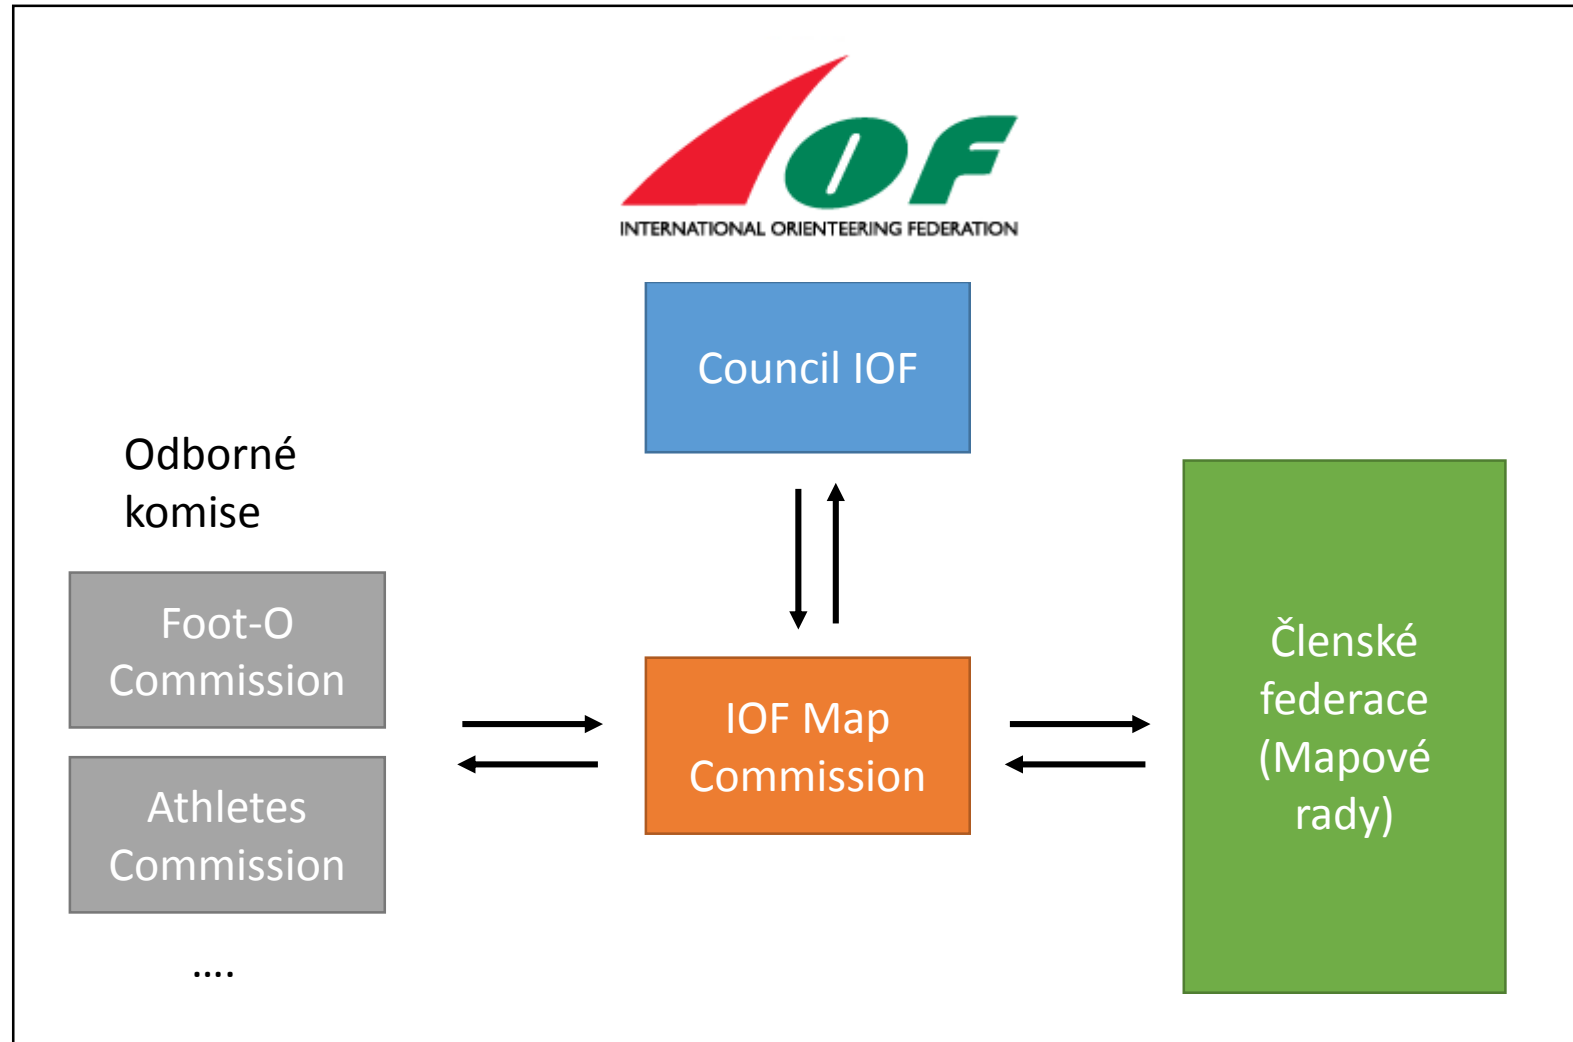 IOF
INTERNATIONAL ORIENTEERING FEDERATION
Council IOF
Odborné
komise
Foot-O
Commission
Athletes
Commission
....
IOF Map
Commission
Členské
federace
(Mapové
rady)